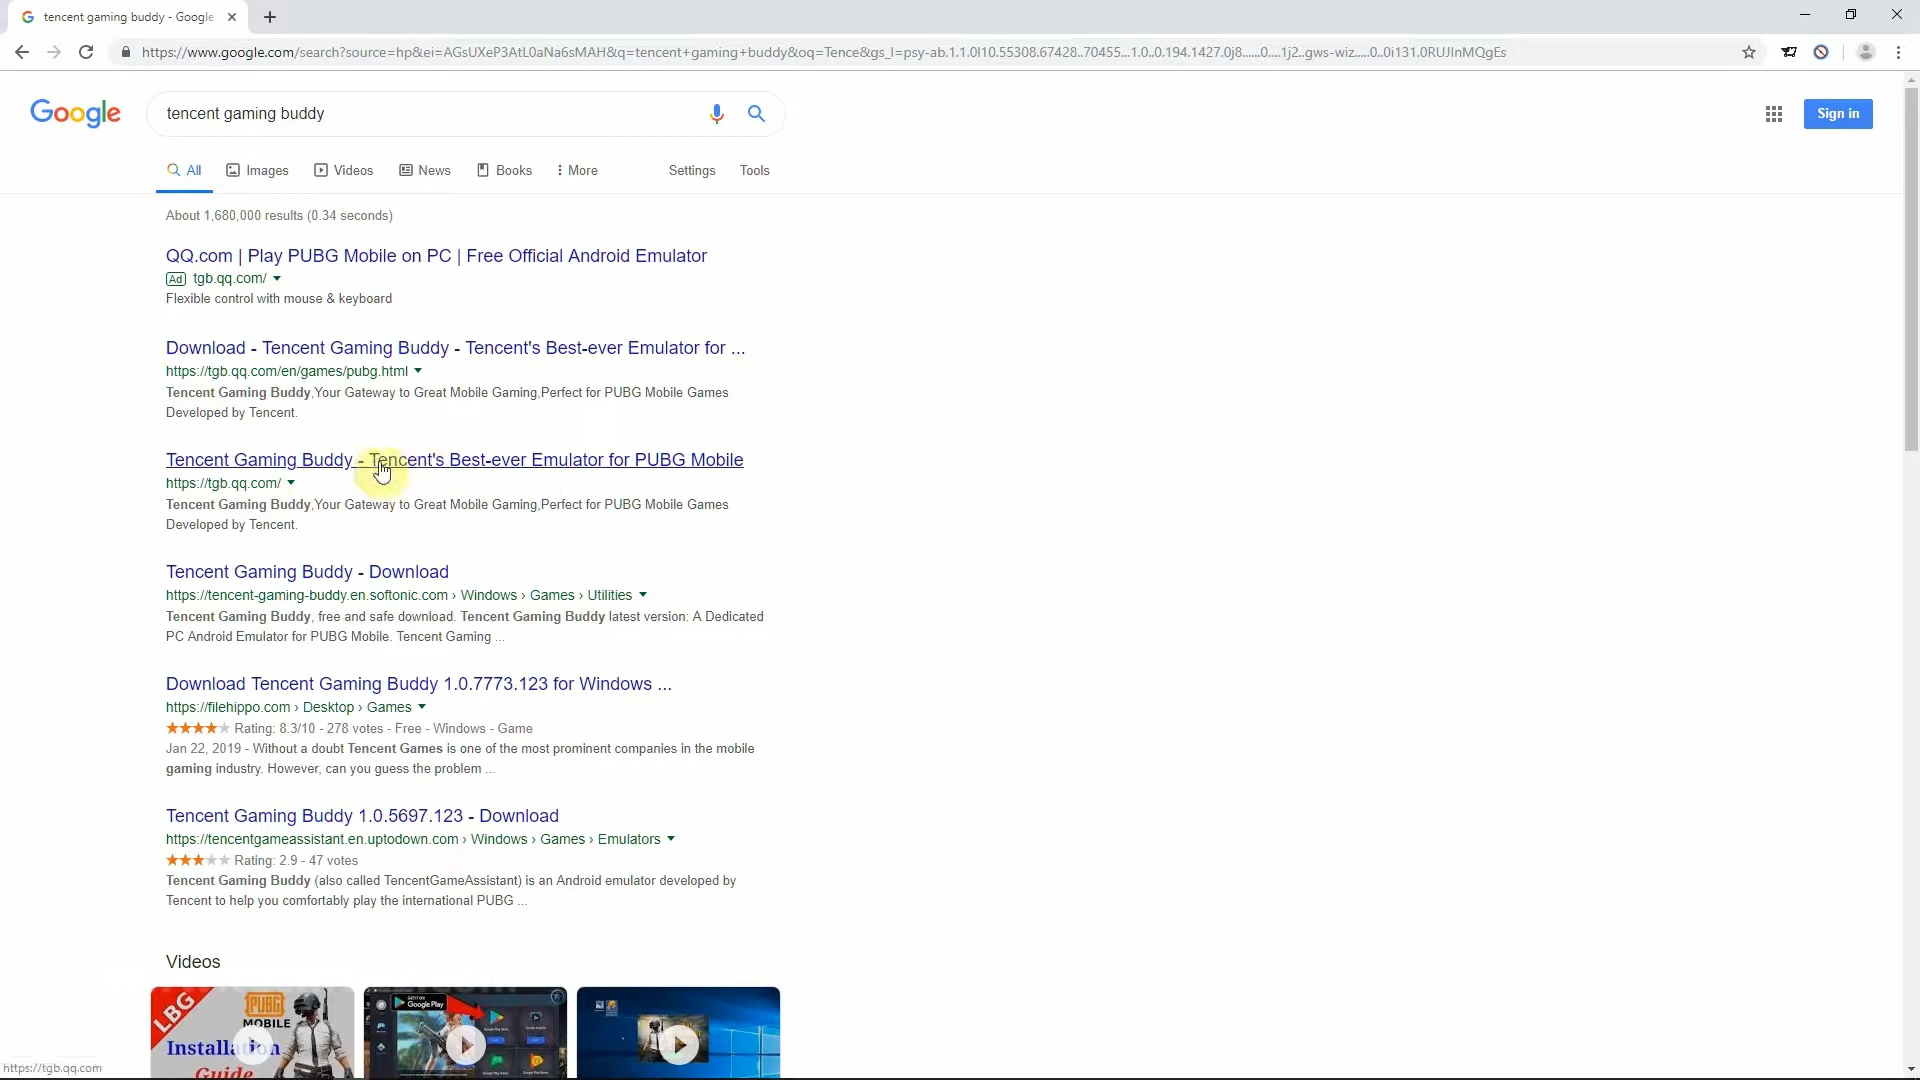 tencent gaming buddy - Google
https://www.google.com/search?source=hp&ei=AGsUXeP3AtL0aNa6sMAH&q=tencent+gaming+buddy&oq=Tence&gs_l=psy-ab.1.1.0l10.55308.67428..70455...1.0..0.194.1427.0j8......0....1j2..gws-wiz.....0..0i131.0RUJlnMQgEs
Google
tencent gaming buddy
Sign in
All Images Videos News Books More Settings Tools
About 1,680,000 results (0.34 seconds)
QQ.com | Play PUBG Mobile on PC | Free Official Android Emulator
Ad tgb.qq.com/
Flexible control with mouse & keyboard
Download - Tencent Gaming Buddy - Tencent's Best-ever Emulator for ...
https://tgb.qq.com/en/games/pubg.html
Tencent Gaming Buddy,Your Gateway to Great Mobile Gaming,Perfect for PUBG Mobile Games
Developed by Tencent.
Tencent Gaming Buddy - Tencent's Best-ever Emulator for PUBG Mobile
https://tgb.qq.com/
Tencent Gaming Buddy,Your Gateway to Great Mobile Gaming,Perfect for PUBG Mobile Games
Developed by Tencent.
Tencent Gaming Buddy - Download
https://tencent-gaming-buddy.en.softonic.com › Windows › Games › Utilities
Tencent Gaming Buddy, free and safe download. Tencent Gaming Buddy latest version: A Dedicated
PC Android Emulator for PUBG Mobile. Tencent Gaming ...
Download Tencent Gaming Buddy 1.0.7773.123 for Windows ...
https://filehippo.com › Desktop › Games
Rating: 8.3/10 - 278 votes - Free - Windows - Game
Jan 22, 2019 - Without a doubt Tencent Games is one of the most prominent companies in the mobile
gaming industry. However, can you guess the problem ...
Tencent Gaming Buddy 1.0.5697.123 - Download
https://tencentgameassistant.en.uptodown.com › Windows › Games › Emulators
Rating: 2.9 - 47 votes
Tencent Gaming Buddy (also called TencentGameAssistant) is an Android emulator developed by
Tencent to help you comfortably play the international PUBG ...
Videos
LBG
PUBG
MOBILE
Installation
Guide
Google Play
https://tgb.qq.com